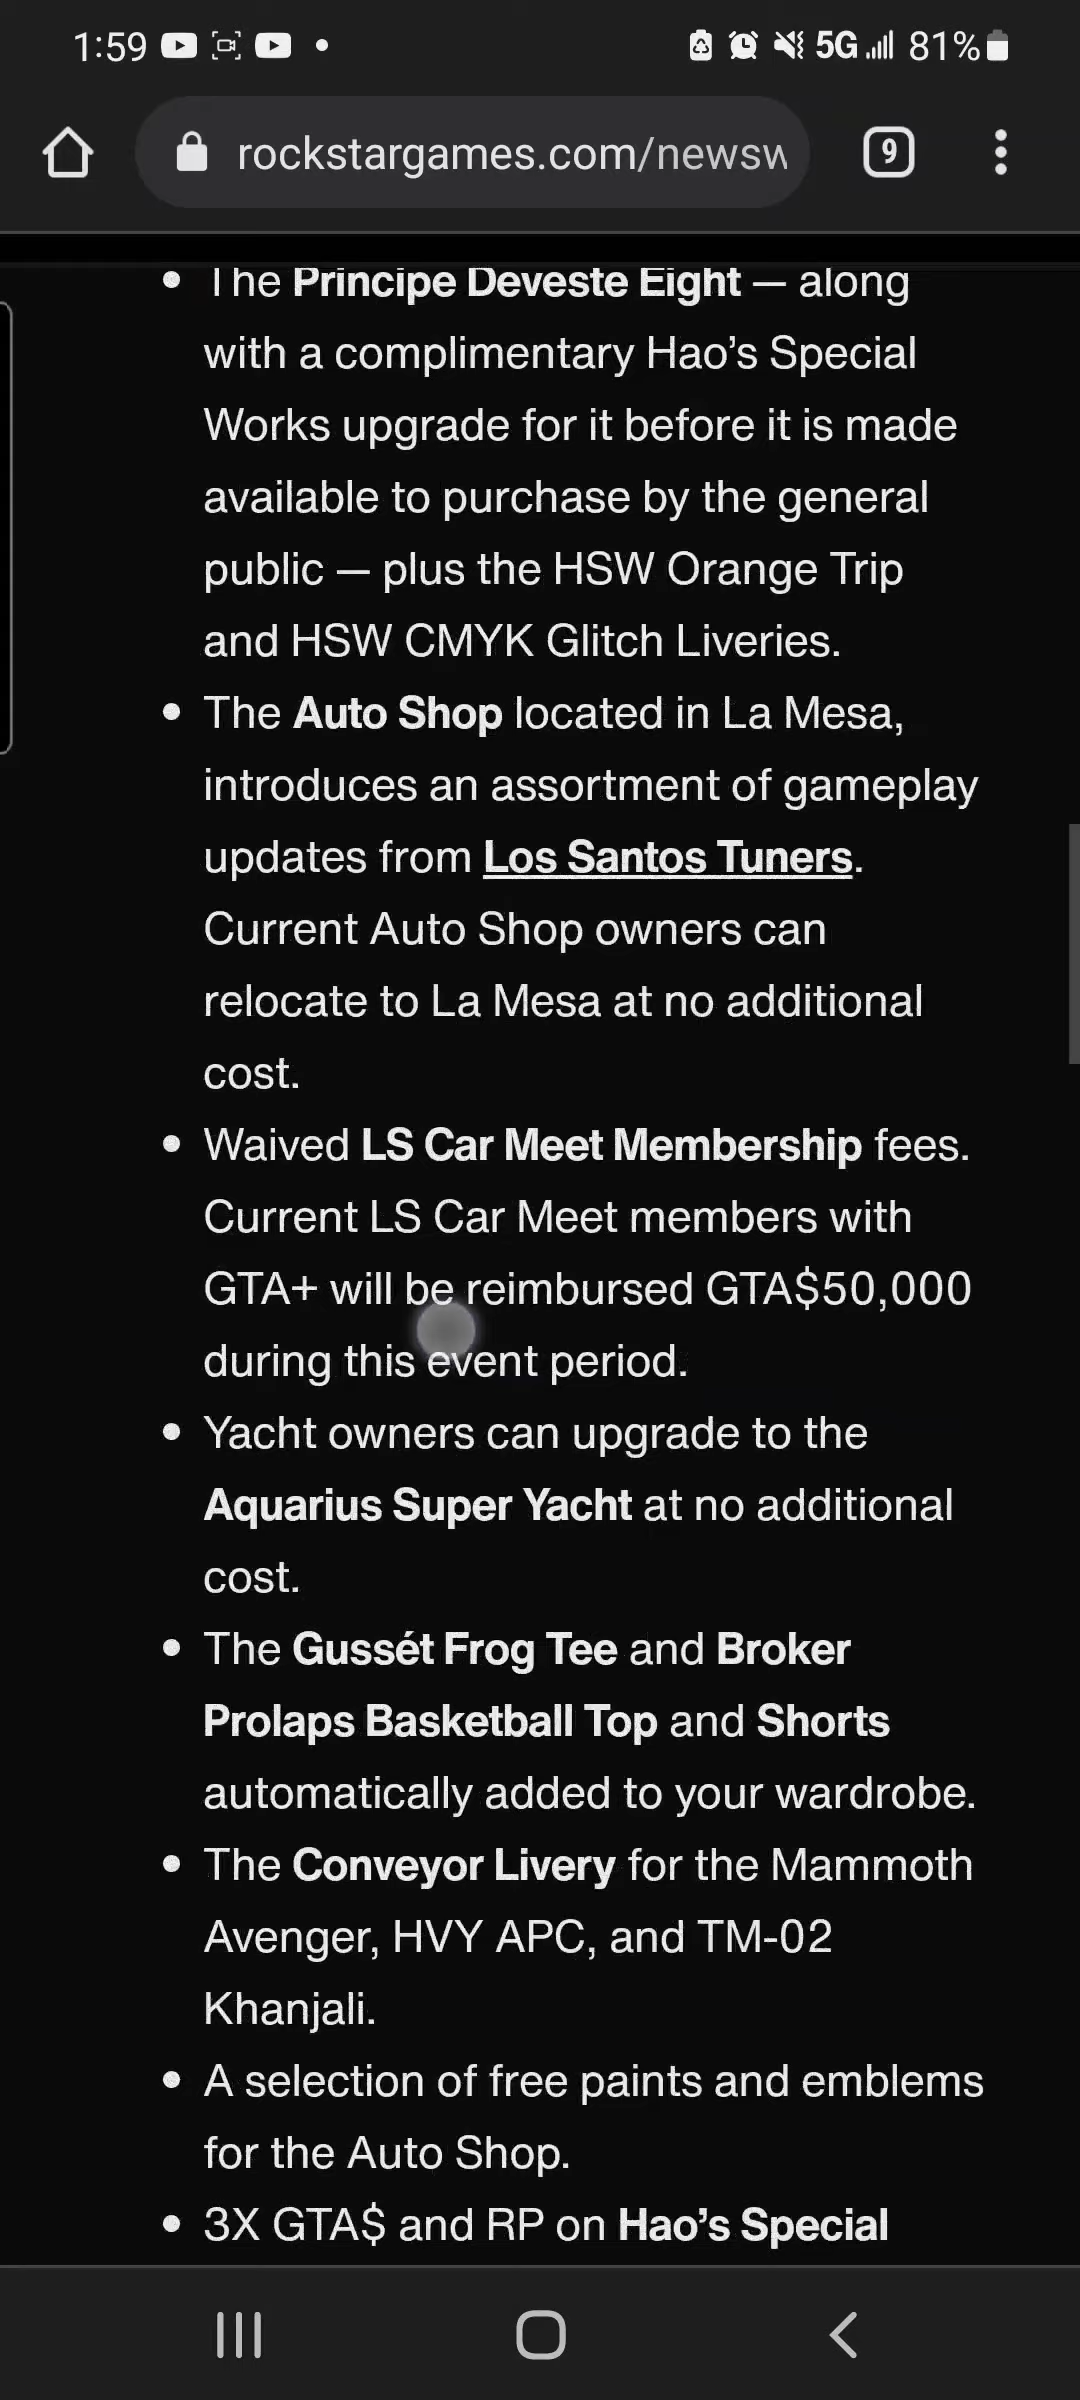 1:59
5G 81%
rockstargames.com/newsw
9
The Principe Deveste Eight — along
with a complimentary Hao’s Special
Works upgrade for it before it is made
available to purchase by the general
public — plus the HSW Orange Trip
and HSW CMYK Glitch Liveries.
The Auto Shop located in La Mesa,
introduces an assortment of gameplay
updates from Los Santos Tuners.
Current Auto Shop owners can
relocate to La Mesa at no additional
cost.
Waived LS Car Meet Membership fees.
Current LS Car Meet members with
GTA+ will be reimbursed GTA$50,000
during this event period.
Yacht owners can upgrade to the
Aquarius Super Yacht at no additional
cost.
The Gussét Frog Tee and Broker
Prolaps Basketball Top and Shorts
automatically added to your wardrobe.
The Conveyor Livery for the Mammoth
Avenger, HVY APC, and TM-02
Khanjali.
A selection of free paints and emblems
for the Auto Shop.
3X GTA$ and RP on Hao’s Special